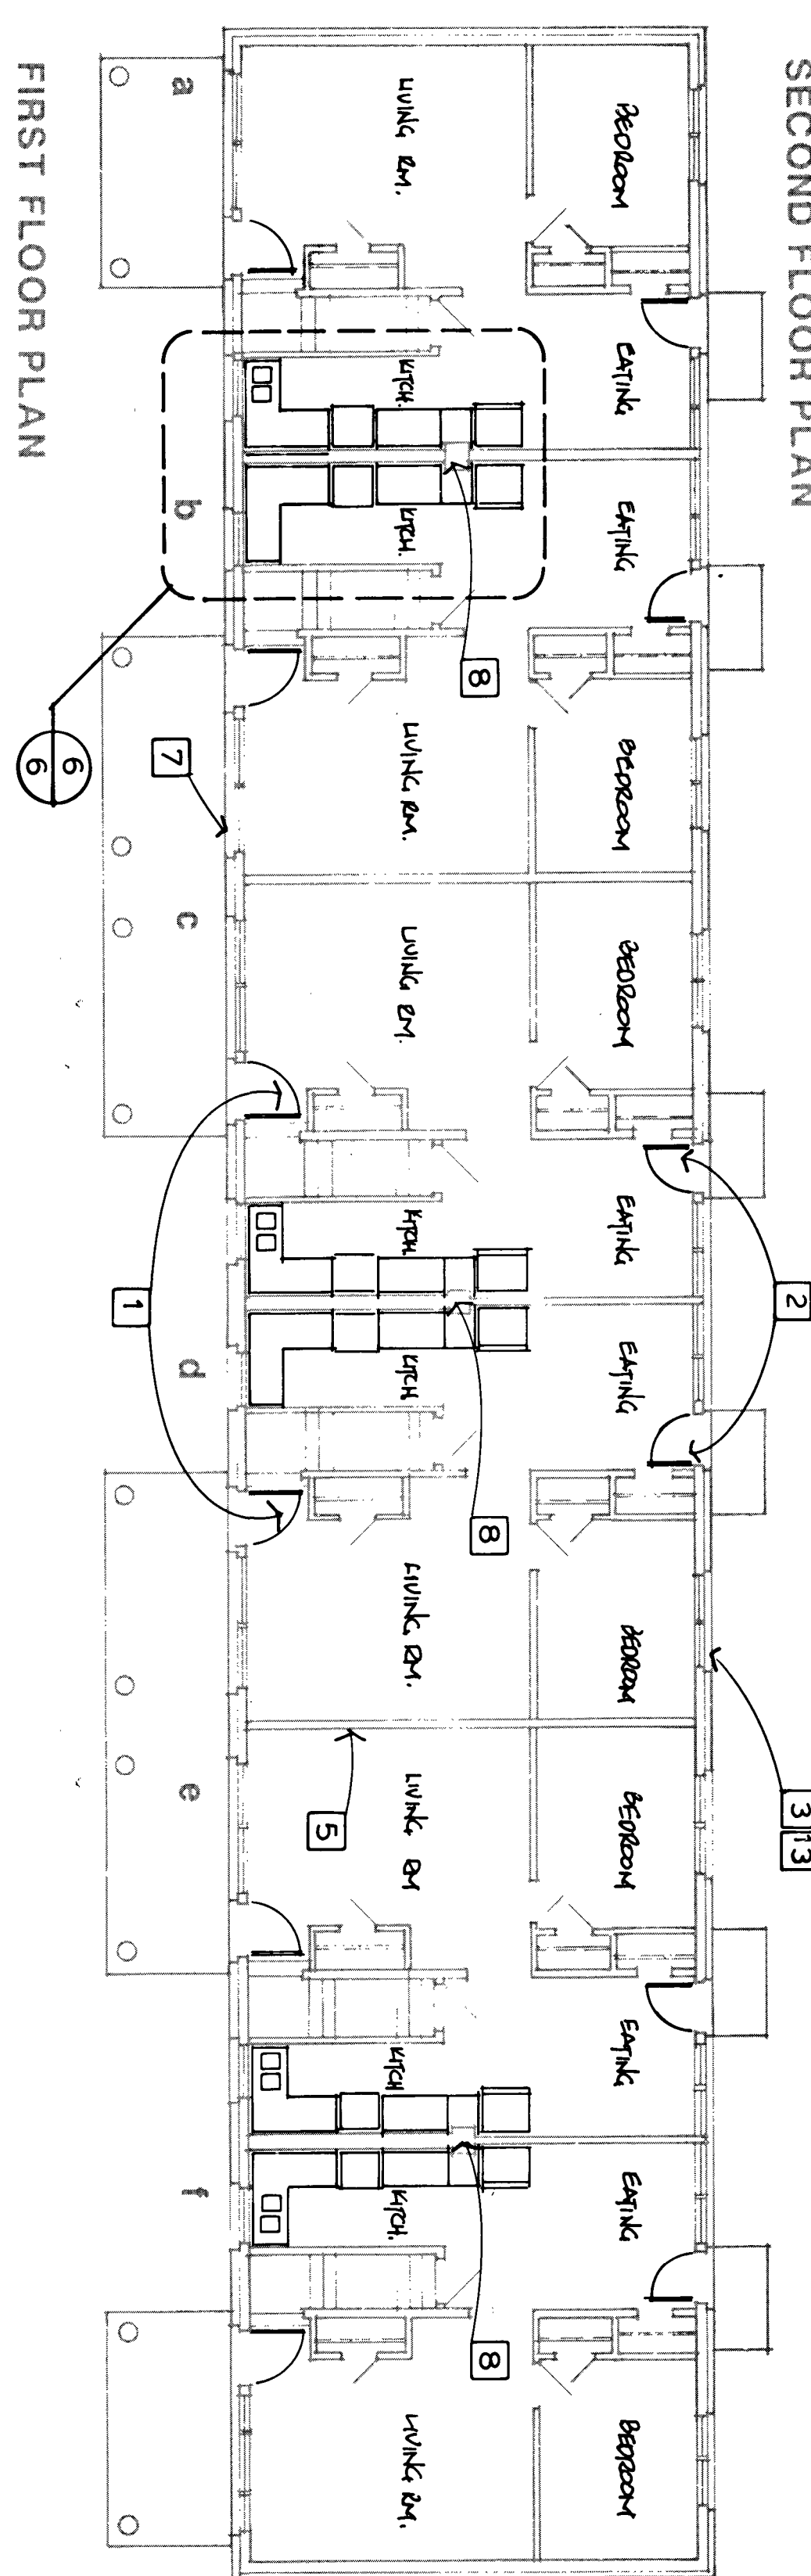 SECOND FLOOR PLAN
BEDROOM
EATING
EATING
BEDROOM
BEDROOM
EATING
EATING
BEDROOM
BEDROOM
EATING
EATING
BEDROOM
LIVING RM.
KITCH.
KITCH.
LIVING RM.
LIVING RM.
KITCH.
KITCH
LIVING RM.
LIVING RM
KITCH
KITCH.
LIVING RM.
2
3 13
8
8
5
8
7
1
6
6
a
b
c
d
e
f
FIRST FLOOR PLAN